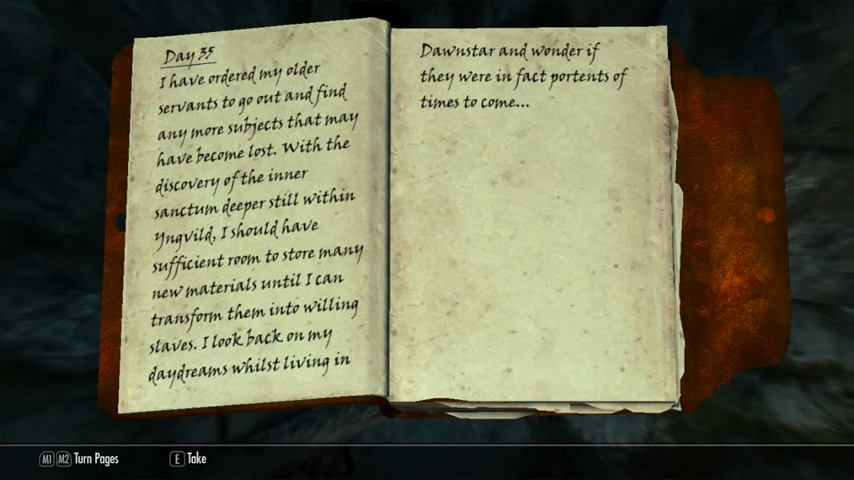 Day 35
I have ordered my older
servants to go out and find
any more subjects that may
have become lost. With the
discovery of the inner
sanctum deeper still within
Yngvild, I should have
sufficient room to store many
new materials until I can
transform them into willing
slaves. I look back on my
daydreams whilst living in
Dawnstar and wonder if
they were in fact portents of
times to come...
M1 M2 Turn Pages
E Take